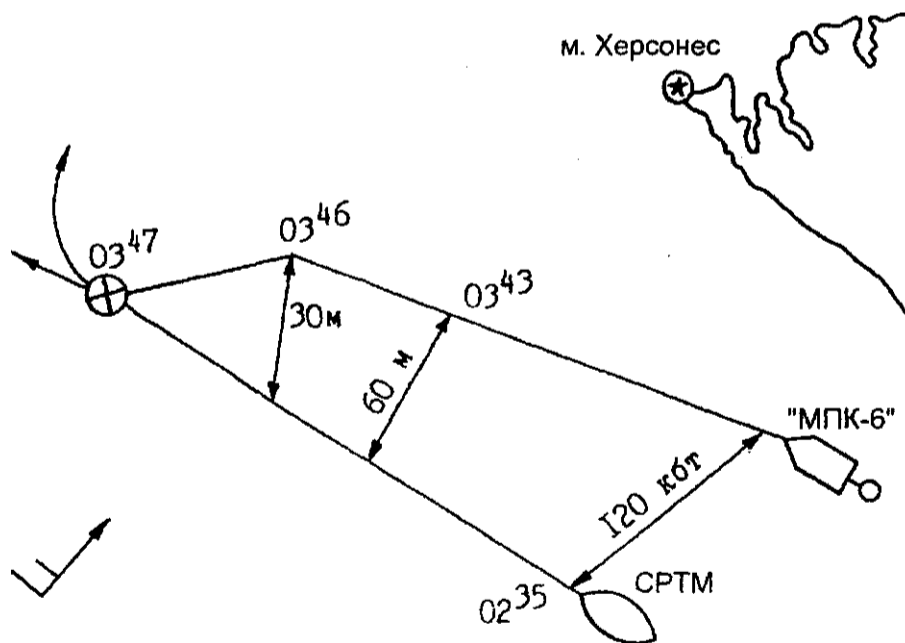 м. Херсонес
03⁴⁷
03⁴⁶
03⁴³
30м
60 м
"МПК-6"
I20 кбт
02³⁵
СРТМ